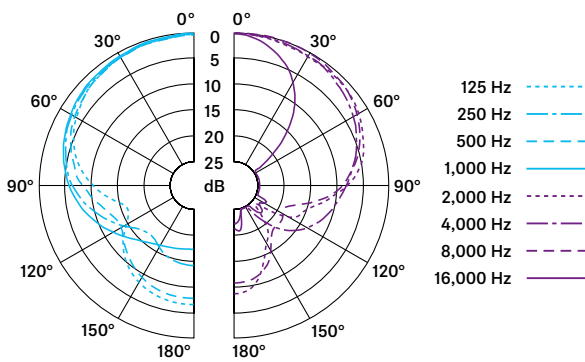 0° 0°
30° 0 30°
5
10
60° 15 60°
20
25
90° dB 90°
120° 120°
150° 150°
180° 180°
125 Hz
250 Hz
500 Hz
1,000 Hz
2,000 Hz
4,000 Hz
8,000 Hz
16,000 Hz